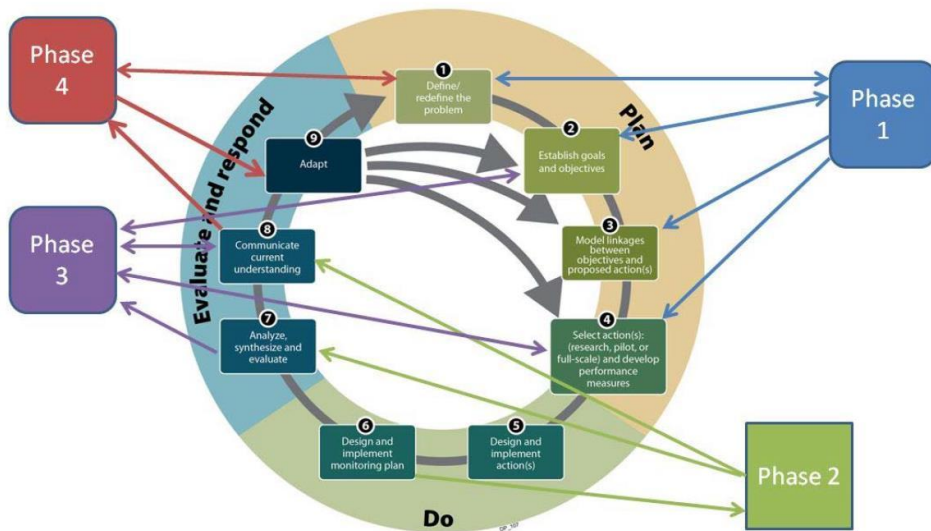 Phase
4
Phase
3
Phase
1
Phase 2
Plan
Do
Evaluate and respond
1
Define/
redefine the
problem
2
Establish goals
and objectives
3
Model linkages
between
objectives and
proposed action(s)
4
Select action(s):
(research, pilot, or
full-scale) and develop
performance
measures
5
Design and
implement
action(s)
6
Design and
implement
monitoring plan
7
Analyze,
synthesize and
evaluate
8
Communicate
current
understanding
9
Adapt